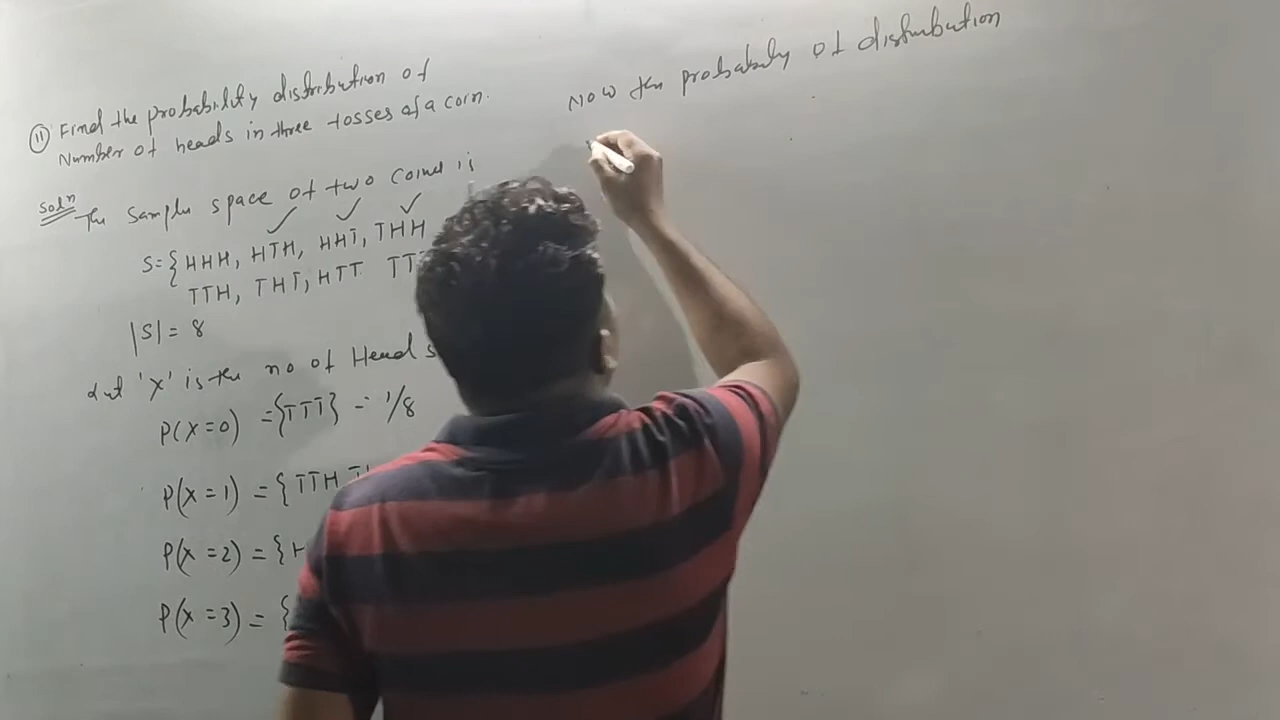 11 Find the probability distribution of
Number of heads in three tosses of a coin.
Soln
The sample space of two coins is
S={HHH, HTH, HHT, THH
TTH, THT, HTT TT
|S| = 8
Let 'X' is the no of Heads
P(X=0) ={TTT} = 1/8
P(X=1) = {TTH
P(X=2) = {H
P(X=3) = {
Now the probabily of distribution